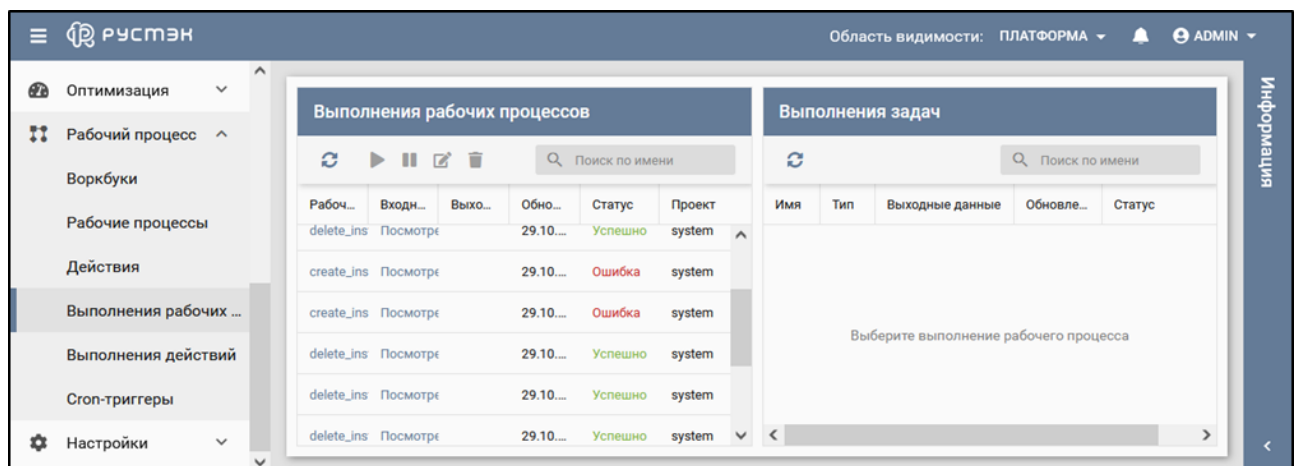 РУСТЭК
Область видимости: ПЛАТФОРМА
ADMIN
Оптимизация
Рабочий процесс
Воркбуки
Рабочие процессы
Действия
Выполнения рабочих ...
Выполнения действий
Cron-триггеры
Настройки
Выполнения рабочих процессов
Поиск по имени
Рабоч... Входн... Выхо... Обно... Статус Проект
delete_ins Посмотре 29.10.... Успешно system
create_ins Посмотре 29.10.... Ошибка system
create_ins Посмотре 29.10.... Ошибка system
delete_ins Посмотре 29.10.... Успешно system
delete_ins Посмотре 29.10.... Успешно system
delete_ins Посмотре 29.10.... Успешно system
Выполнения задач
Поиск по имени
Имя Тип Выходные данные Обновле... Статус
Выберите выполнение рабочего процесса
Информация